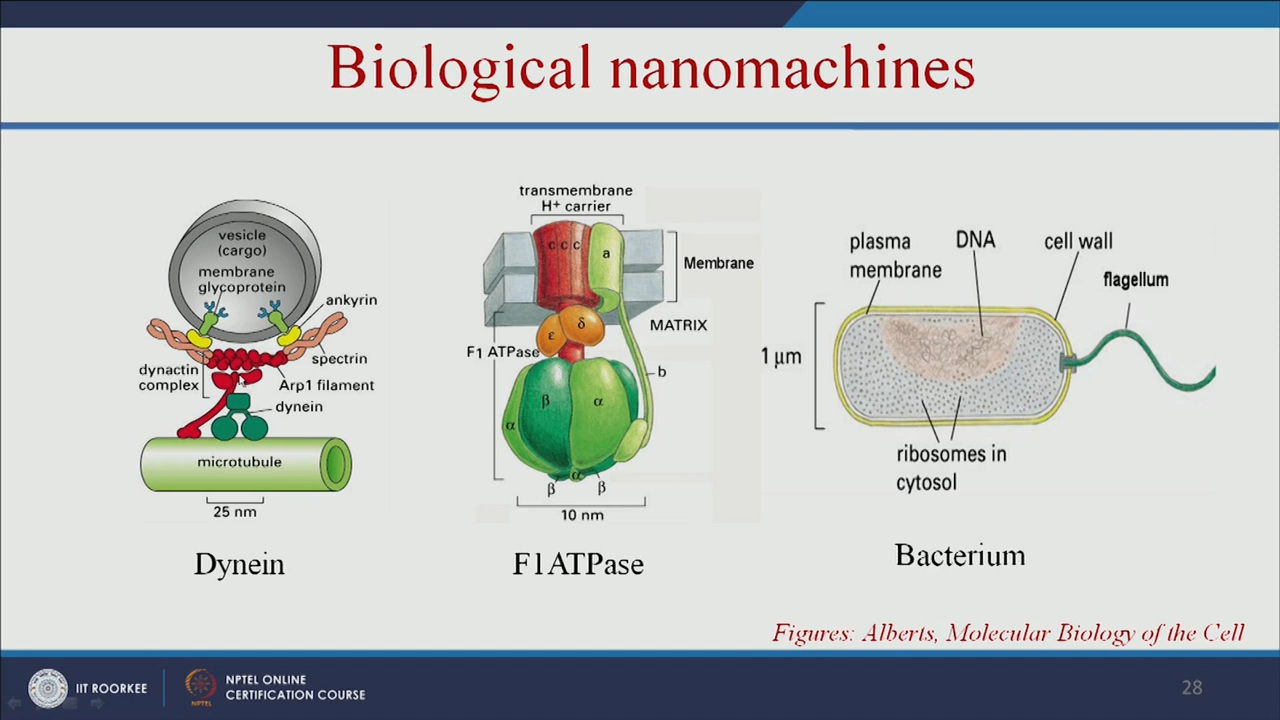 Biological nanomachines
vesicle
(cargo)
membrane
glycoprotein
ankyrin
spectrin
dynactin
complex
Arp1 filament
dynein
microtubule
25 nm
Dynein
transmembrane
H+ carrier
c c c
a
Membrane
MATRIX
δ
ε
F1 ATPase
b
β
α
α
α
β
β
10 nm
F1ATPase
plasma
membrane
DNA
cell wall
flagellum
1 μm
ribosomes in
cytosol
Bacterium
Figures: Alberts, Molecular Biology of the Cell
IIT ROORKEE
NPTEL
NPTEL ONLINE
CERTIFICATION COURSE
28